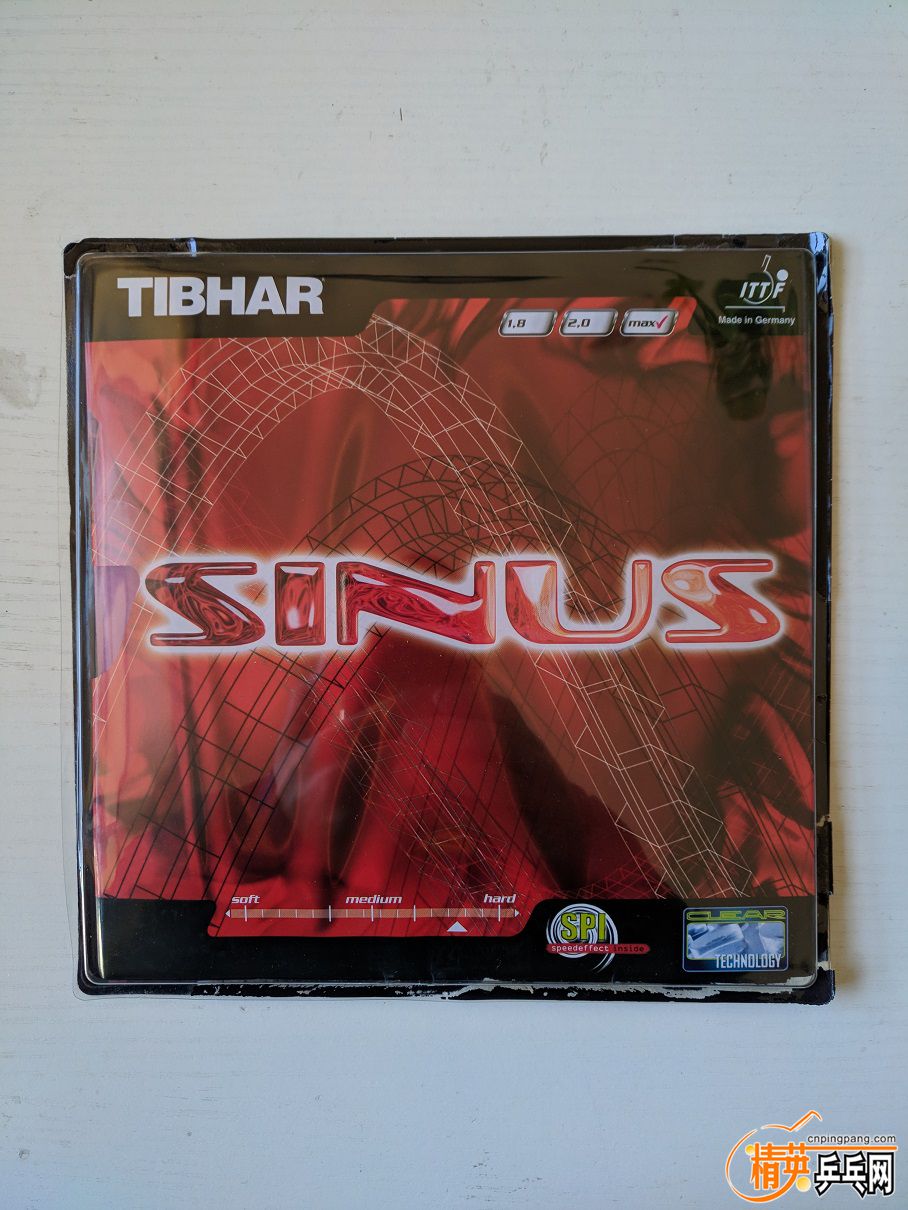 TIBHAR
ITTF
Made in Germany
1,8 2,0 max✓
SINUS
soft medium hard
SPI
speedeffect inside
CLEAR
TECHNOLOGY
cnpingpang.com
精英乒乓网